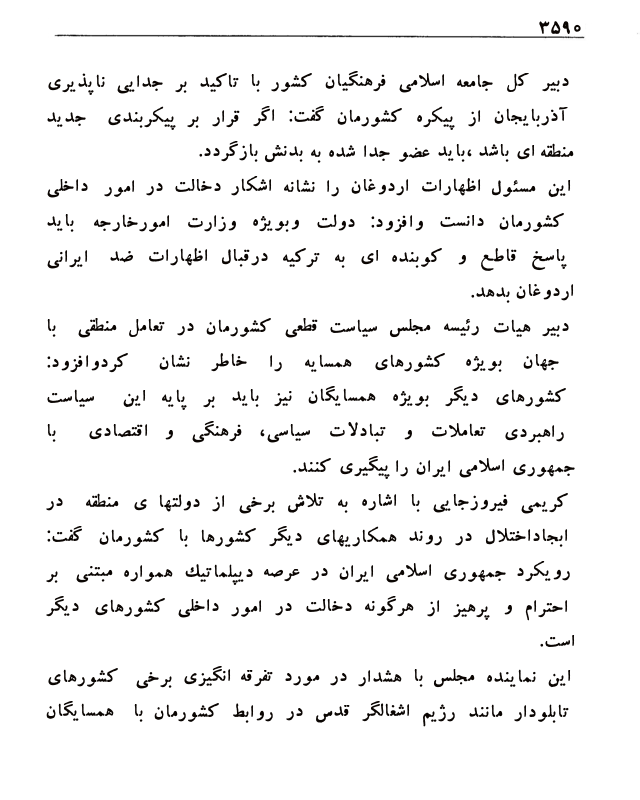 ۳۵۹۰
دبیر کل جامعه اسلامی فرهنگیان کشور با تاکید بر جدایی ناپذیری
آذربایجان از پیکره کشورمان گفت: اگر قرار بر پیکربندی جدید
منطقه ای باشد ،باید عضو جدا شده به بدنش بازگردد.
این مسئول اظهارات اردوغان را نشانه اشکار دخالت در امور داخلی
کشورمان دانست وافزود: دولت وبویژه وزارت امورخارجه باید
پاسخ قاطع و کوبنده ای به ترکیه درقبال اظهارات ضد ایرانی
اردوغان بدهد.
دبیر هیات رئیسه مجلس سیاست قطعی کشورمان در تعامل منطقی با
جهان بویژه کشورهای همسایه را خاطر نشان کردوافزود:
کشورهای دیگر بویژه همسایگان نیز باید بر پایه این سیاست
راهبردی تعاملات و تبادلات سیاسی، فرهنگی و اقتصادی با
جمهوری اسلامی ایران را پیگیری کنند.
کریمی فیروزجایی با اشاره به تلاش برخی از دولتها ی منطقه در
ابجاداختلال در روند همکاریهای دیگر کشورها با کشورمان گفت:
رویکرد جمهوری اسلامی ایران در عرصه دیپلماتیك همواره مبتنی بر
احترام و پرهیز از هرگونه دخالت در امور داخلی کشورهای دیگر
است.
این نماینده مجلس با هشدار در مورد تفرقه انگیزی برخی کشورهای
تابلودار مانند رژیم اشغالگر قدس در روابط کشورمان با همسایگان